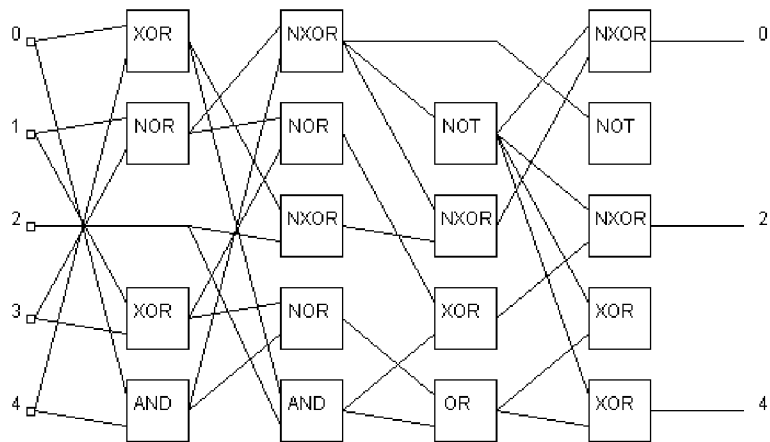 0 XOR NXOR NXOR 0
1 NOR NOR NOT NOT
2 NXOR NXOR NXOR 2
3 XOR NOR XOR XOR
4 AND AND OR XOR 4